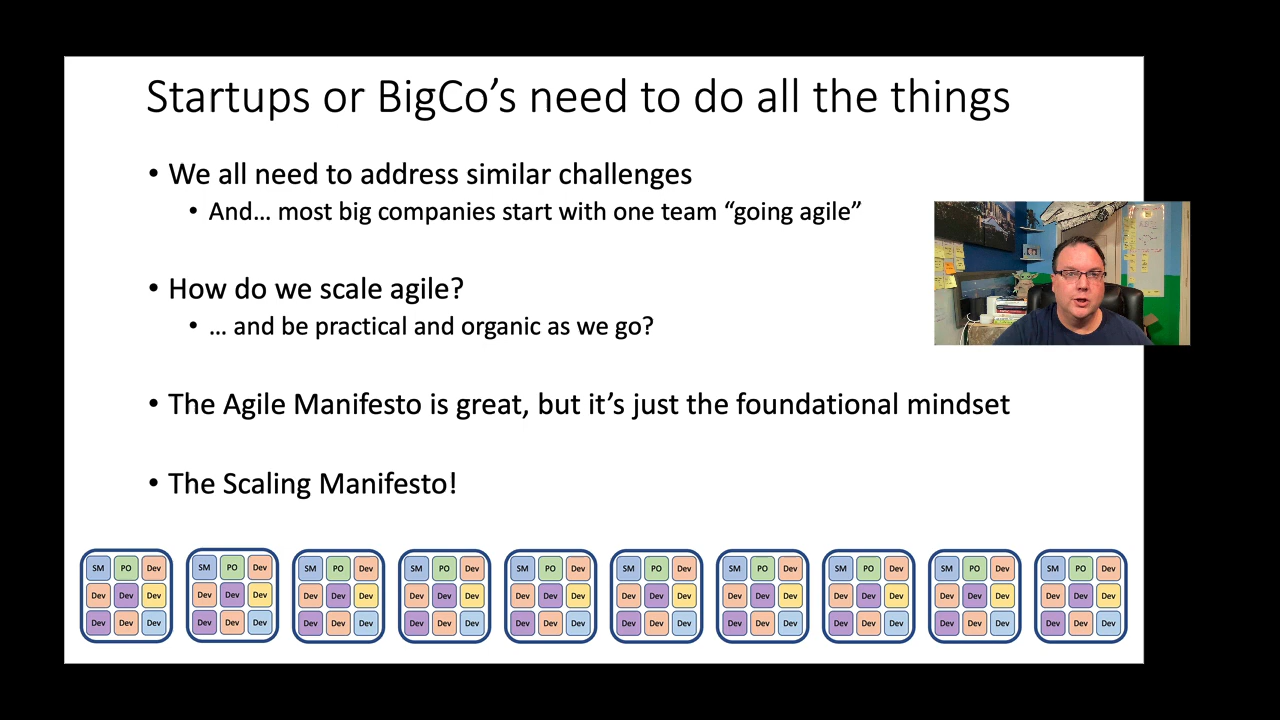 Startups or BigCo’s need to do all the things
• We all need to address similar challenges
• And… most big companies start with one team “going agile”
• How do we scale agile?
• … and be practical and organic as we go?
• The Agile Manifesto is great, but it’s just the foundational mindset
• The Scaling Manifesto!
SM PO Dev SM PO Dev SM PO Dev SM PO Dev SM PO Dev SM PO Dev SM PO Dev SM PO Dev SM PO Dev SM PO Dev
Dev Dev Dev Dev Dev Dev Dev Dev Dev Dev Dev Dev Dev Dev Dev Dev Dev Dev Dev Dev Dev Dev Dev Dev Dev Dev Dev Dev Dev Dev
Dev Dev Dev Dev Dev Dev Dev Dev Dev Dev Dev Dev Dev Dev Dev Dev Dev Dev Dev Dev Dev Dev Dev Dev Dev Dev Dev Dev Dev Dev